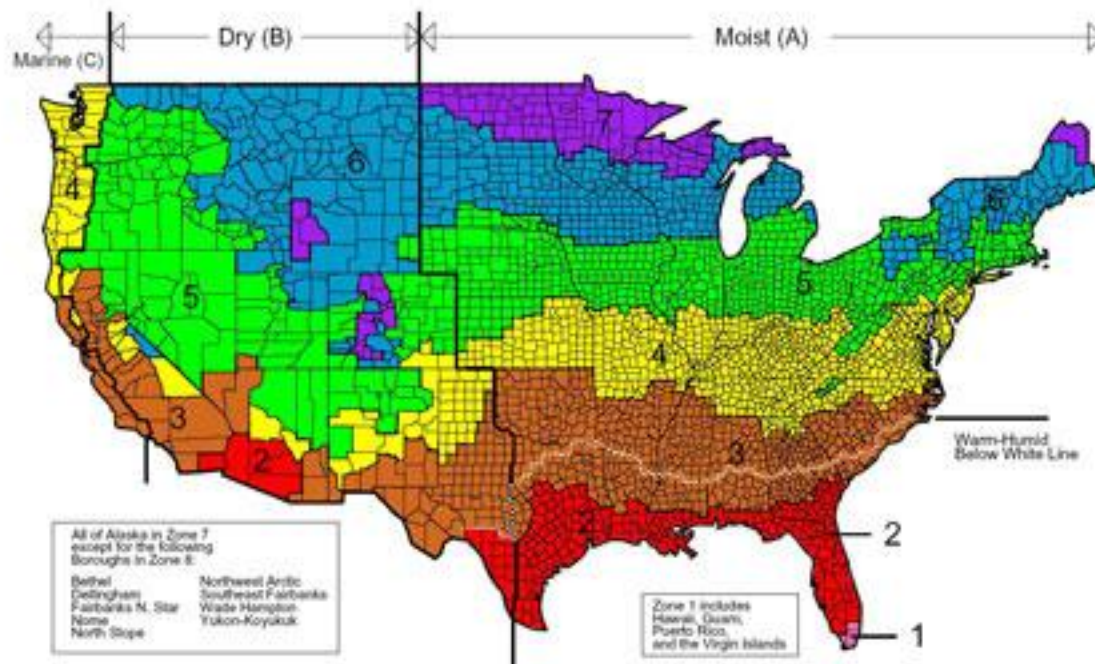 Dry (B)
Moist (A)
Marine (C)
7
6
6
4
5
5
4
3
3
2
2
Warm-Humid
Below White Line
2
1
All of Alaska in Zone 7
except for the following
Boroughs in Zone 8:
Bethel
Northwest Arctic
Dellingham
Southeast Fairbanks
Fairbanks N. Star
Wade Hampton
Nome
Yukon-Koyukuk
North Slope
Zone 1 includes
Hawaii, Guam,
Puerto Rico,
and the Virgin Islands